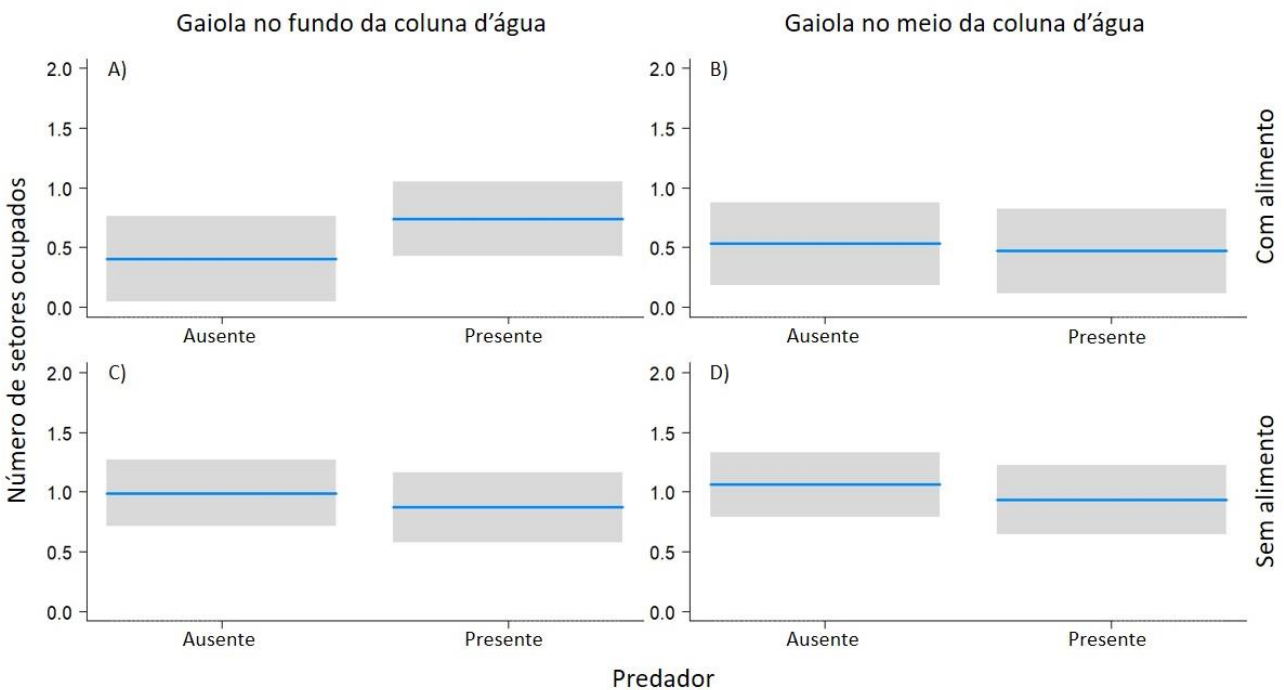 Gaiola no fundo da coluna d’água
Gaiola no meio da coluna d’água
Número de setores ocupados
A)
2.0
1.5
1.0
0.5
0.0
Ausente
Presente
B)
2.0
1.5
1.0
0.5
0.0
Ausente
Presente
Com alimento
C)
2.0
1.5
1.0
0.5
0.0
Ausente
Presente
D)
2.0
1.5
1.0
0.5
0.0
Ausente
Presente
Sem alimento
Predador